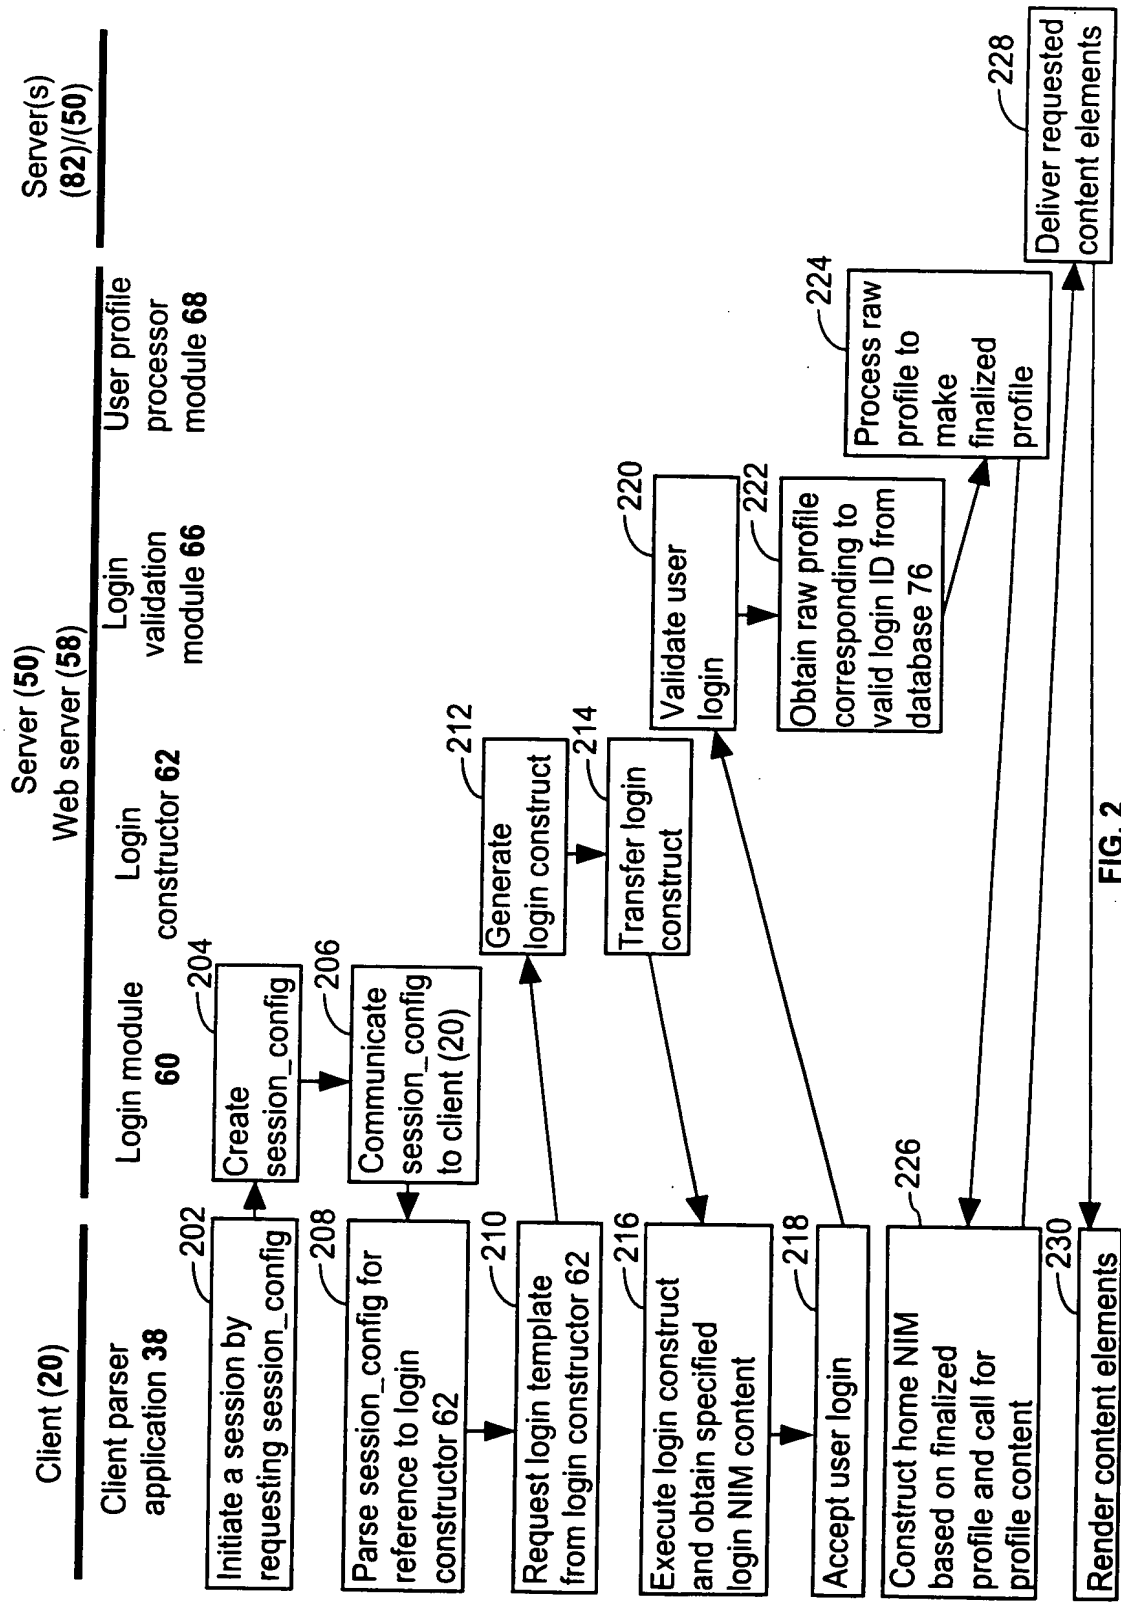 Client (20)
Client parser
application 38
Server (50)
Web server (58)
Login module
60
Login
constructor 62
Login
validation
module 66
User profile
processor
module 68
Server(s)
(82)/(50)
202
Initiate a session by
requesting session_config
204
Create
session_config
206
Communicate
session_config
to client (20)
208
Parse session_config for
reference to login
constructor 62
210
Request login template
from login constructor 62
212
Generate
login construct
214
Transfer login
construct
216
Execute login construct
and obtain specified
login NIM content
218
Accept user login
220
Validate user
login
222
Obtain raw profile
corresponding to
valid login ID from
database 76
224
Process raw
profile to
make
finalized
profile
226
Construct home NIM
based on finalized
profile and call for
profile content
228
Deliver requested
content elements
230
Render content elements
FIG. 2